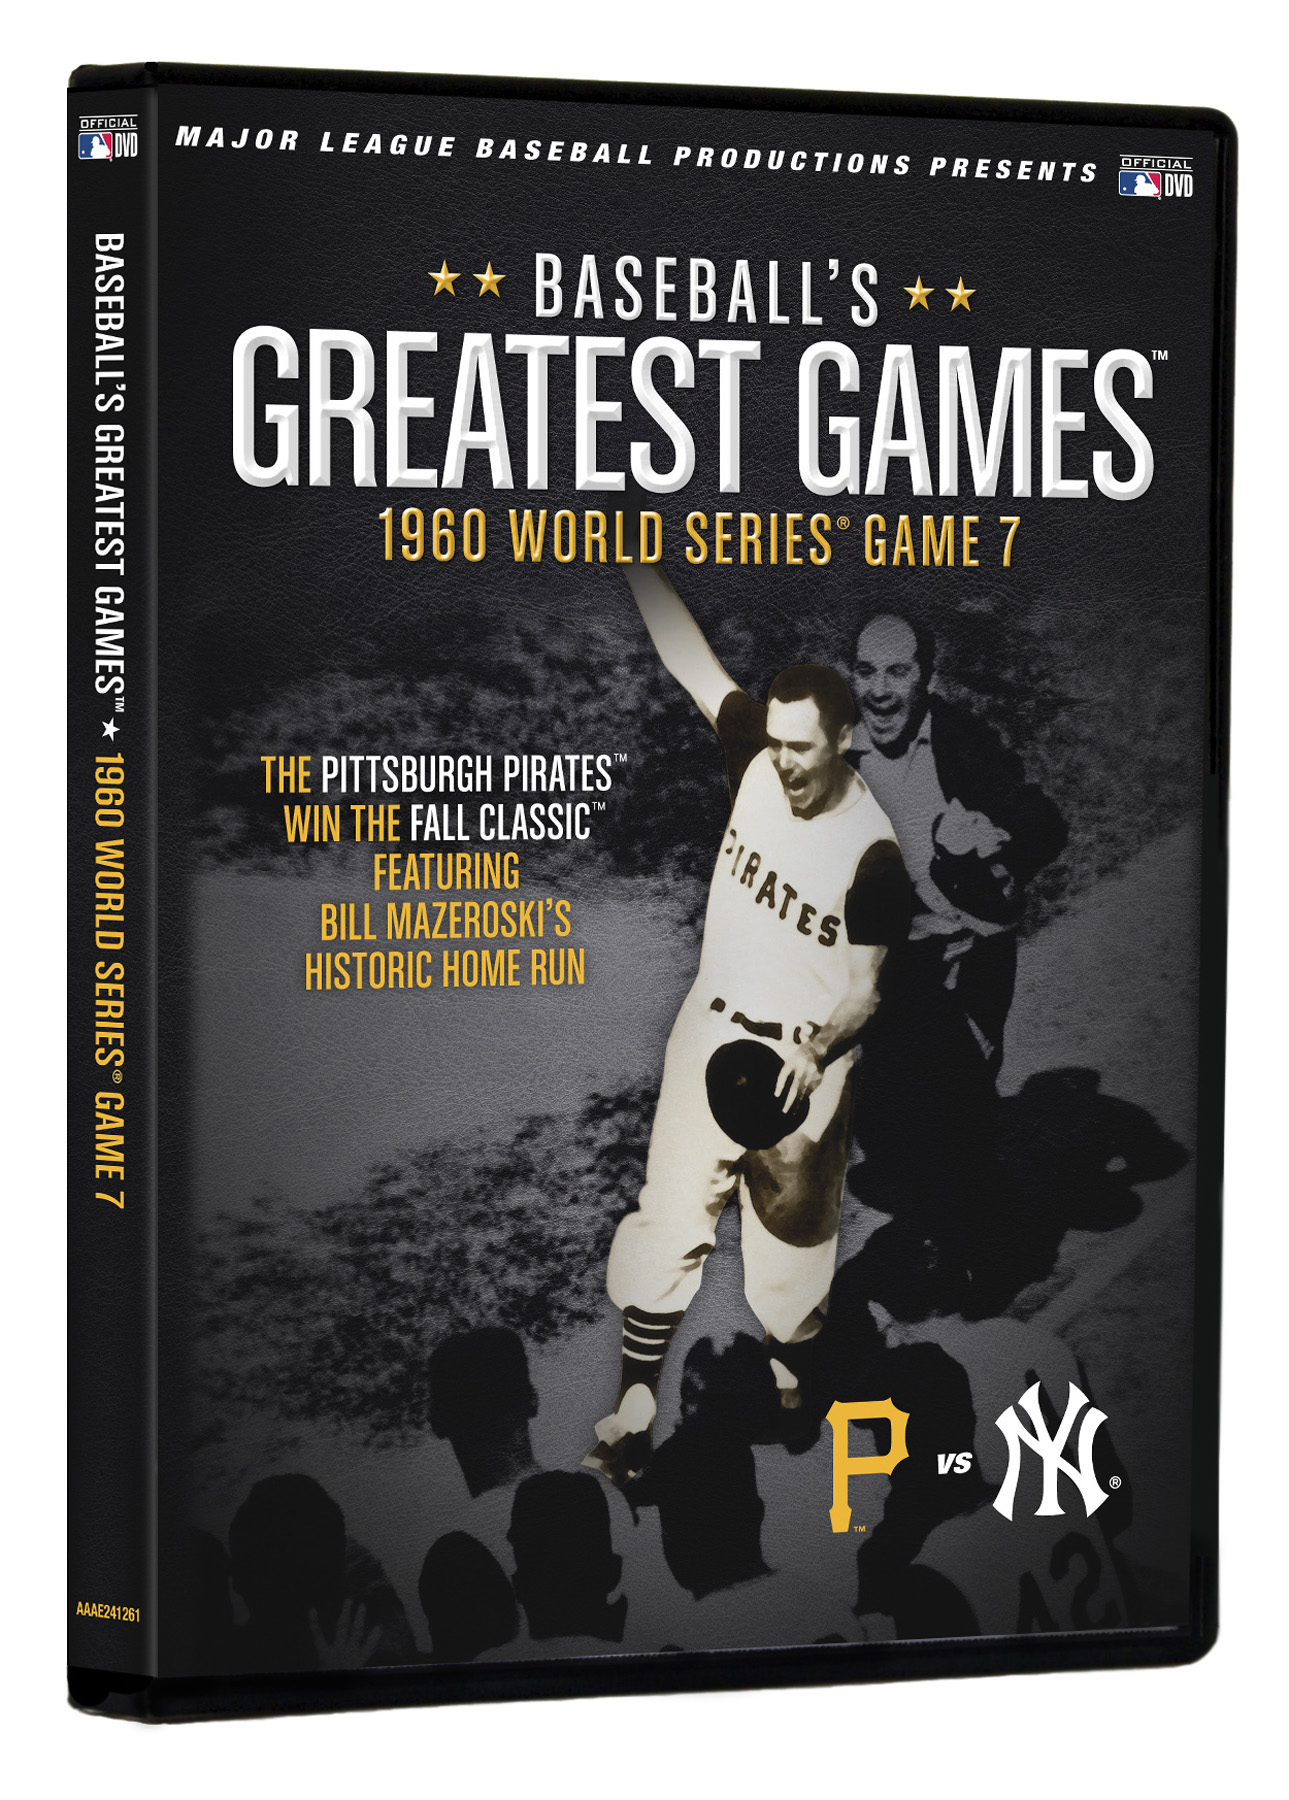 OFFICIAL
DVD
BASEBALL'S GREATEST GAMES™ ★ 1960 WORLD SERIES® GAME 7
AAAE241261
MAJOR LEAGUE BASEBALL PRODUCTIONS PRESENTS
OFFICIAL
DVD
★★ BASEBALL'S ★★
GREATEST GAMES™
1960 WORLD SERIES® GAME 7
THE PITTSBURGH PIRATES™
WIN THE FALL CLASSIC™
FEATURING
BILL MAZEROSKI'S
HISTORIC HOME RUN
PIRATES
P™ vs NY®